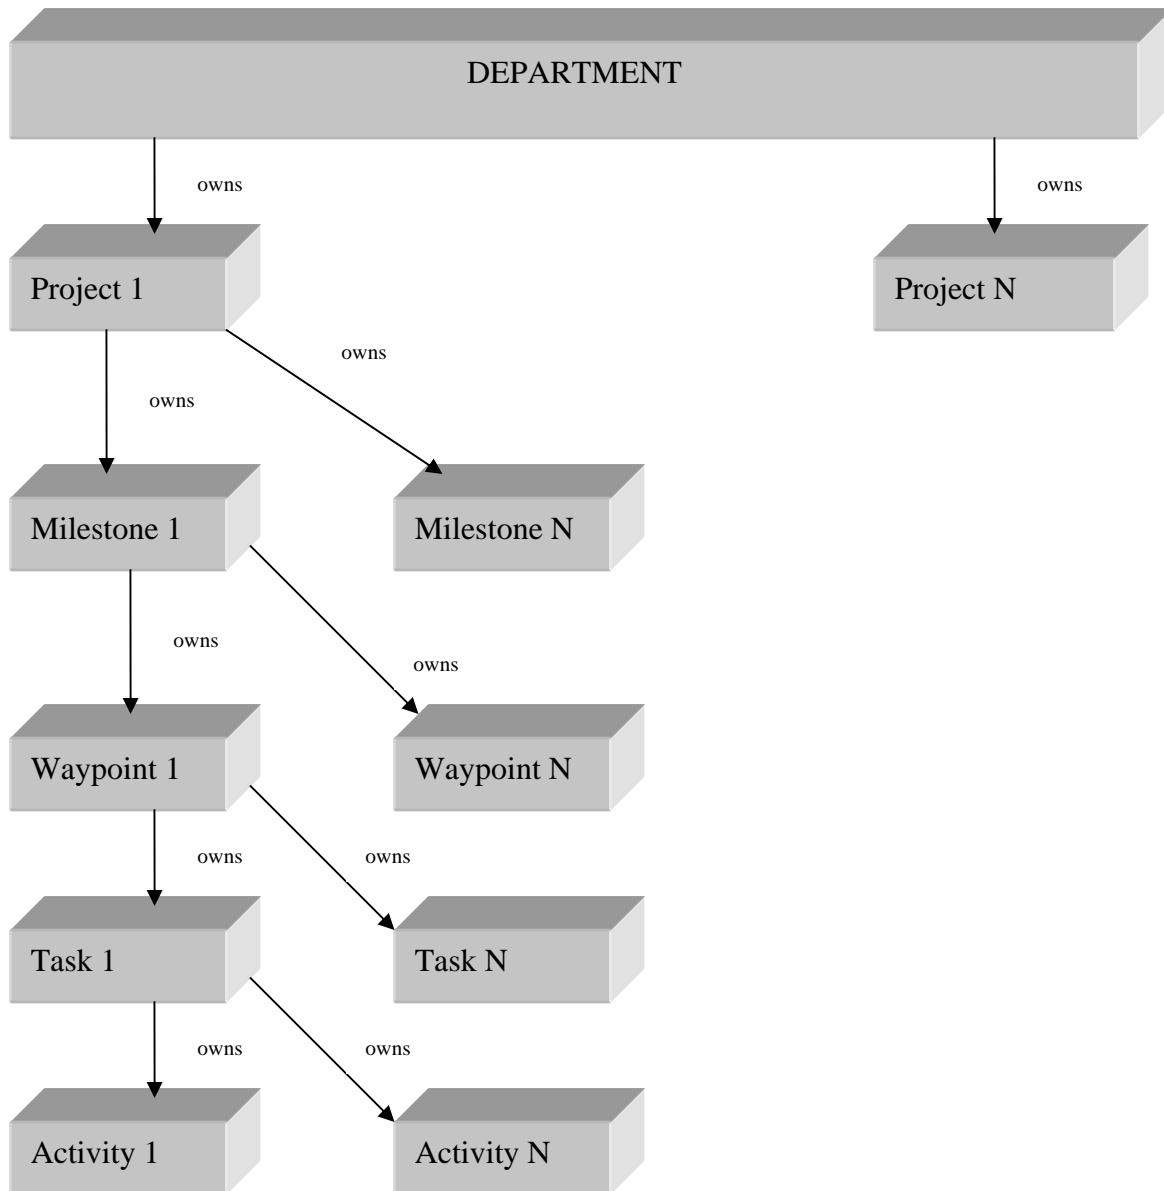 DEPARTMENT
owns
owns
Project 1
Project N
owns
owns
Milestone 1
Milestone N
owns
owns
Waypoint 1
Waypoint N
owns
owns
Task 1
Task N
owns
owns
Activity 1
Activity N